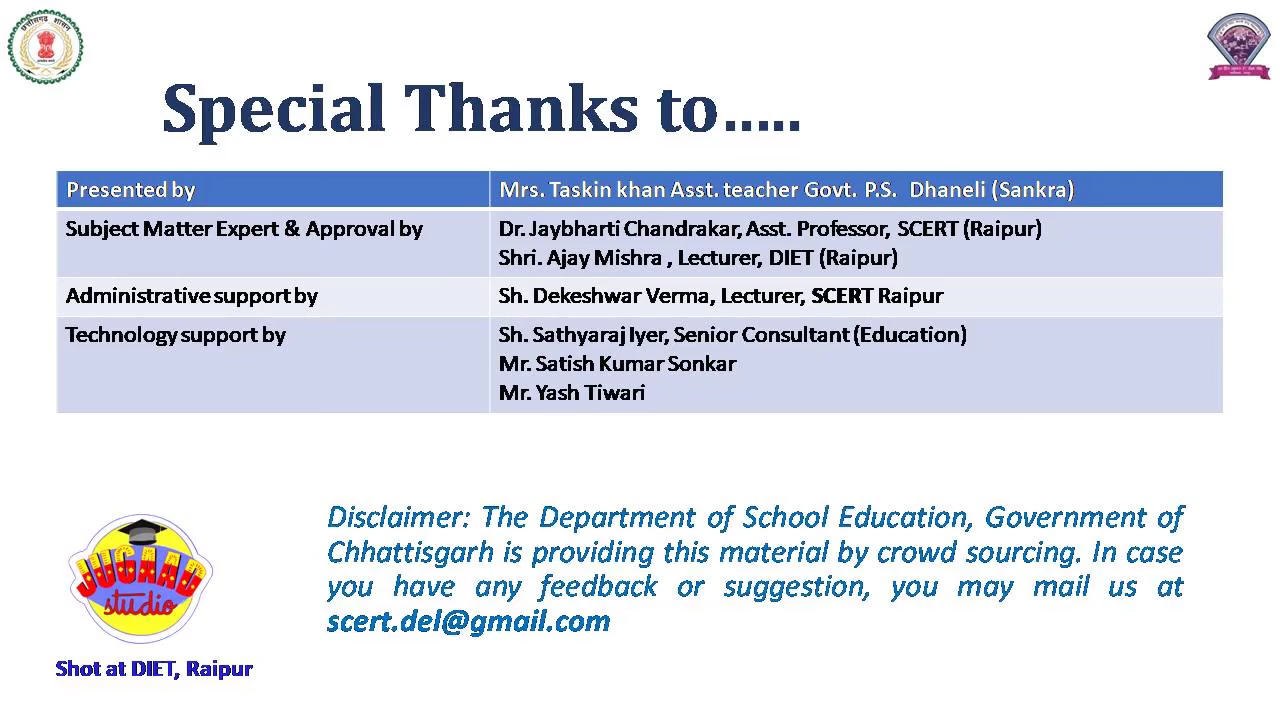 छत्तीसगढ़ शासन
Special Thanks to.....
Presented by
Mrs. Taskin khan Asst. teacher Govt. P.S. Dhaneli (Sankra)
Subject Matter Expert & Approval by
Dr. Jaybharti Chandrakar, Asst. Professor, SCERT (Raipur)
Shri. Ajay Mishra , Lecturer, DIET (Raipur)
Administrative support by
Sh. Dekeshwar Verma, Lecturer, SCERT Raipur
Technology support by
Sh. Sathyaraj Iyer, Senior Consultant (Education)
Mr. Satish Kumar Sonkar
Mr. Yash Tiwari
JUGAAD
studio
Shot at DIET, Raipur
Disclaimer: The Department of School Education, Government of
Chhattisgarh is providing this material by crowd sourcing. In case
you have any feedback or suggestion, you may mail us at
scert.del@gmail.com